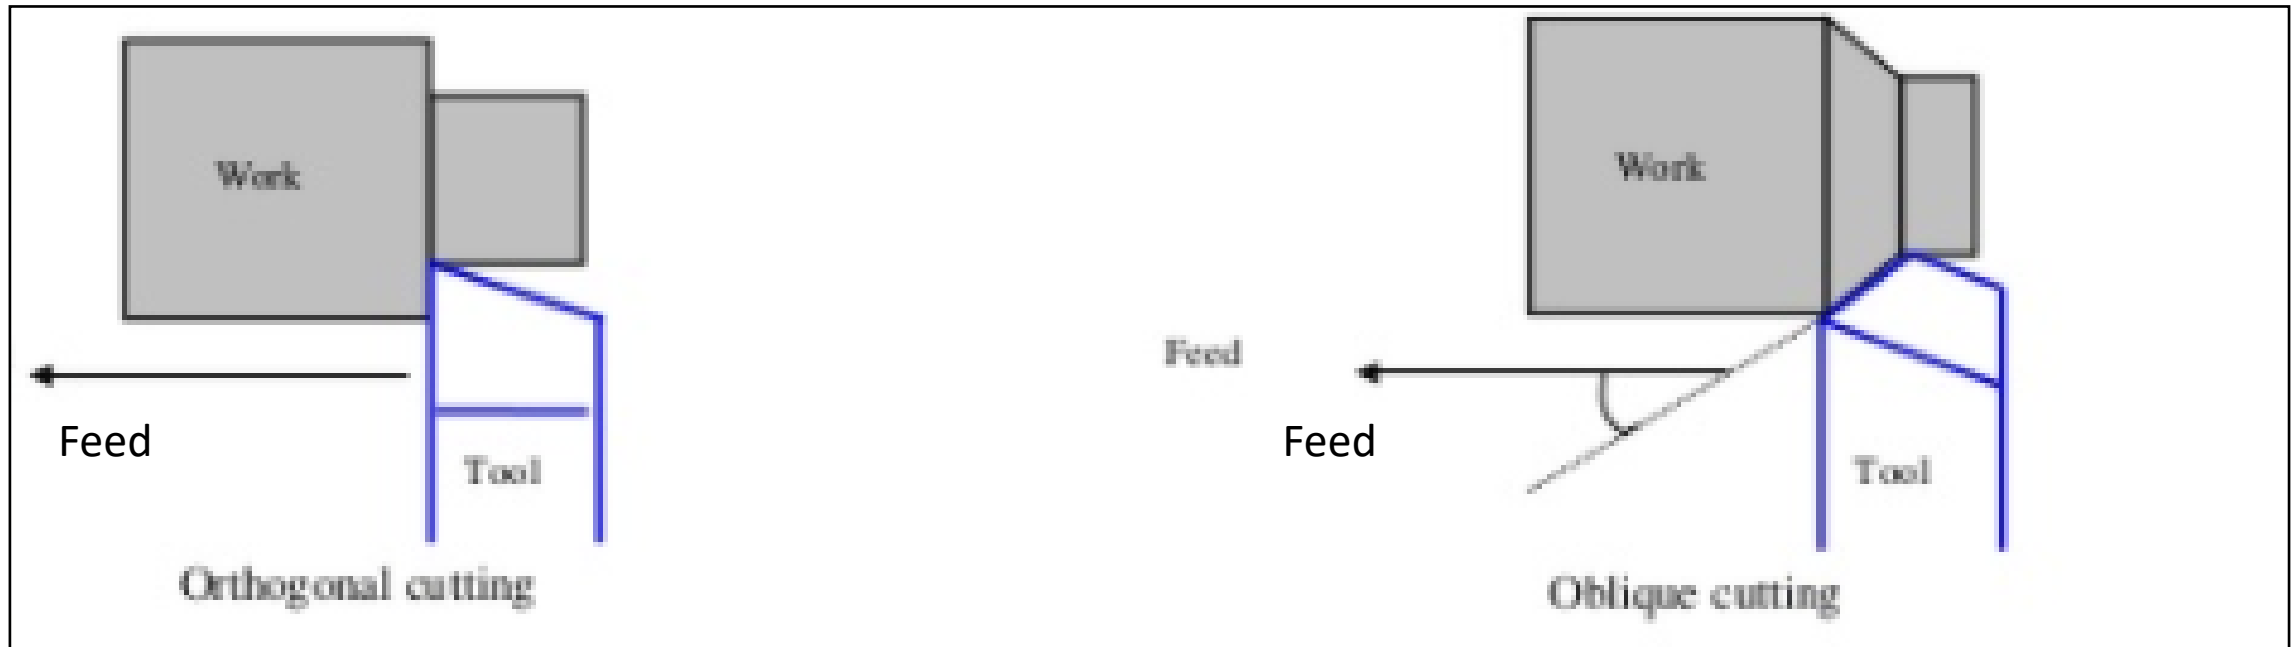 Work
Feed
Tool
Orthogonal cutting
Work
Feed
Feed
Tool
Oblique cutting